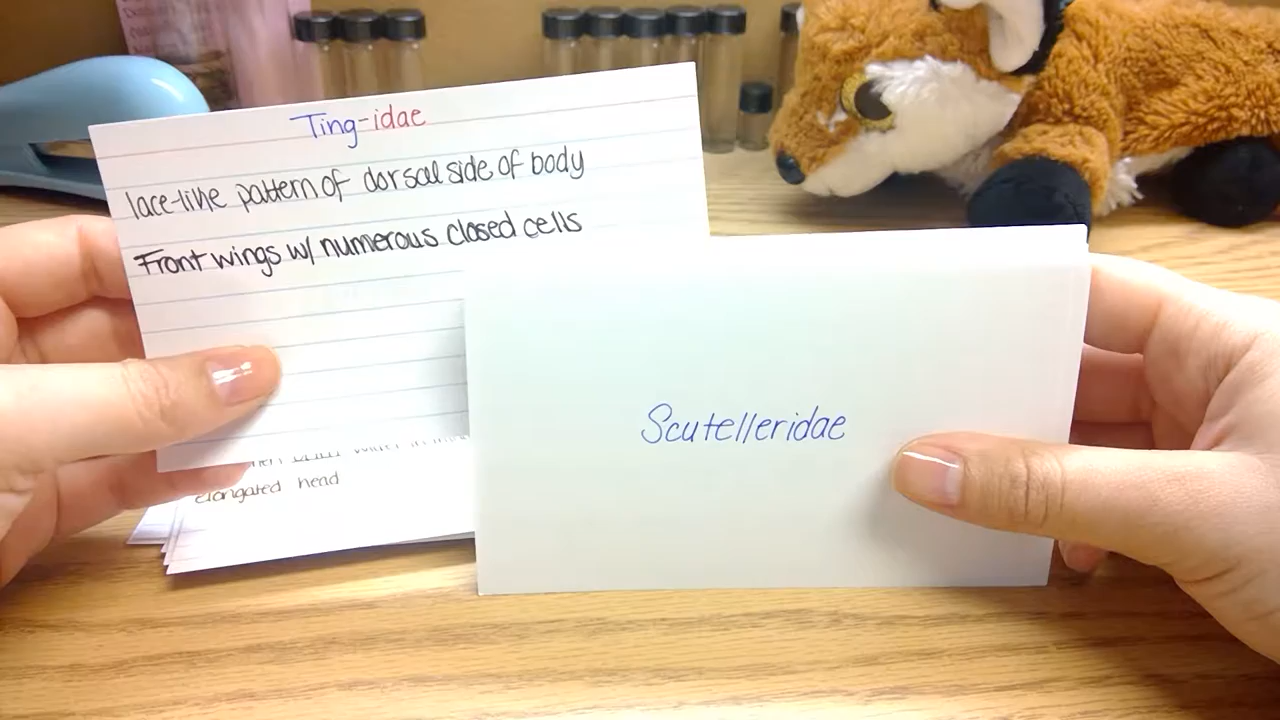 Ting-idae
lace-like pattern of dorsal side of body
Front wings w/ numerous closed cells
elongated head
Scutelleridae